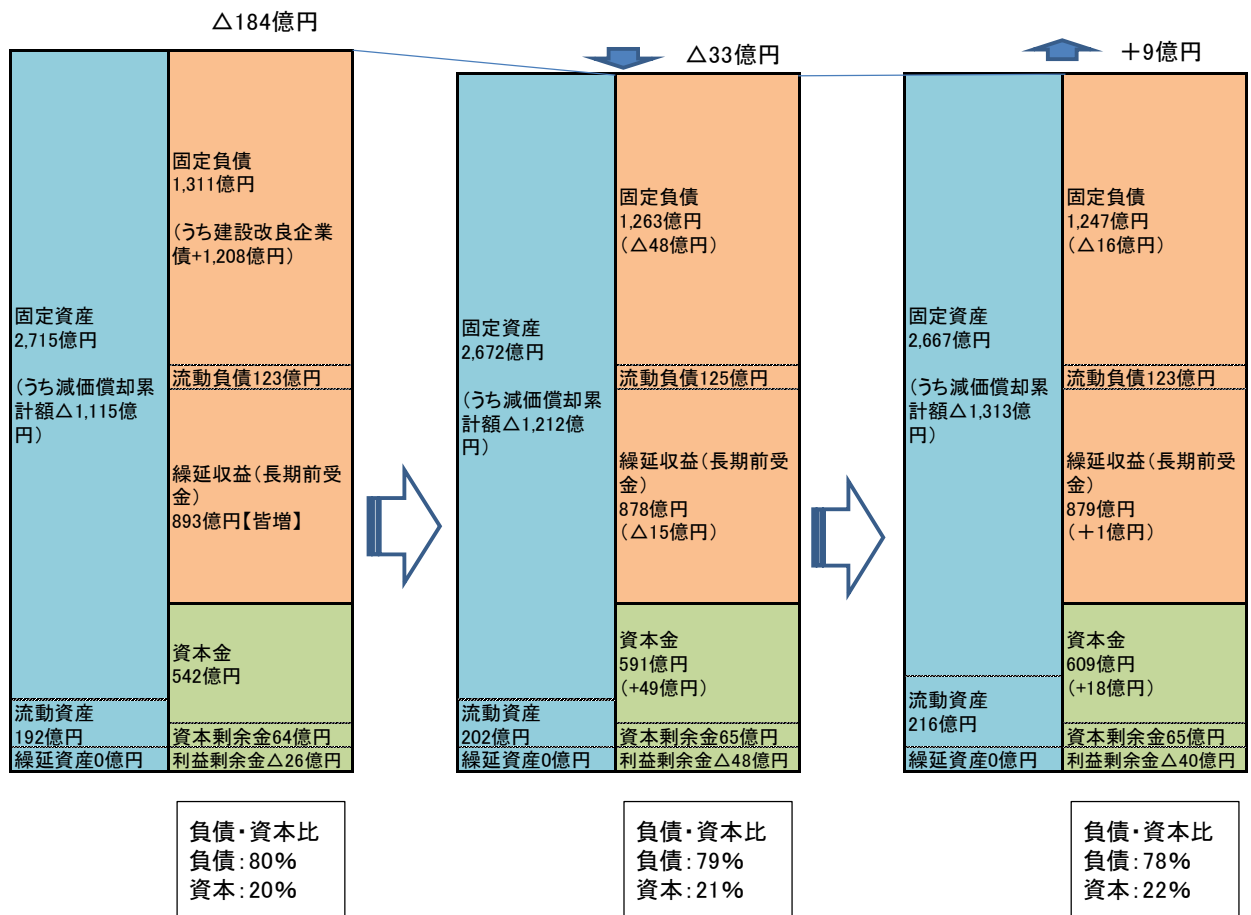 △184億円
固定資産
2,715億円
(うち減価償却累
計額△1,115億
円)
流動資産
192億円
繰延資産0億円
固定負債
1,311億円
(うち建設改良企業
債+1,208億円)
流動負債123億円
繰延収益(長期前受
金)
893億円【皆増】
資本金
542億円
資本剰余金64億円
利益剰余金△26億円
負債・資本比
負債:80%
資本:20%
△33億円
固定資産
2,672億円
(うち減価償却累
計額△1,212億
円)
流動資産
202億円
繰延資産0億円
固定負債
1,263億円
(△48億円)
流動負債125億円
繰延収益(長期前受
金)
878億円
(△15億円)
資本金
591億円
(+49億円)
資本剰余金65億円
利益剰余金△48億円
負債・資本比
負債:79%
資本:21%
+9億円
固定資産
2,667億円
(うち減価償却累
計額△1,313億
円)
流動資産
216億円
繰延資産0億円
固定負債
1,247億円
(△16億円)
流動負債123億円
繰延収益(長期前受
金)
879億円
(+1億円)
資本金
609億円
(+18億円)
資本剰余金65億円
利益剰余金△40億円
負債・資本比
負債:78%
資本:22%